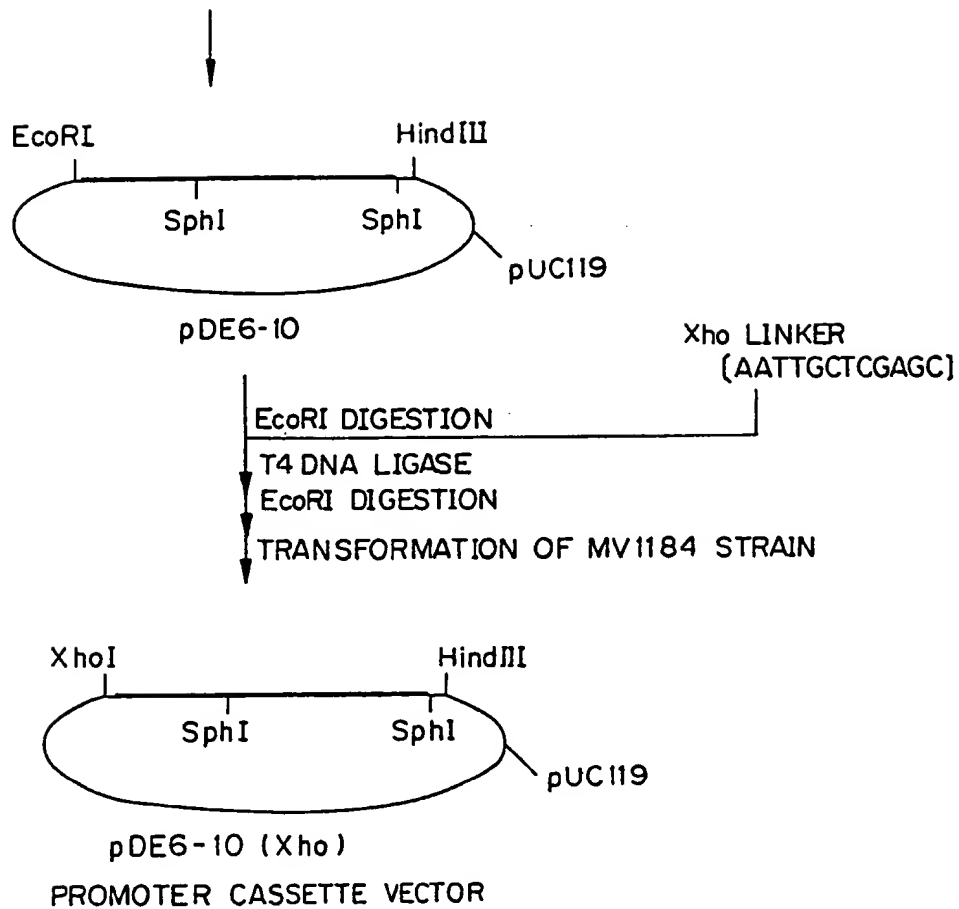 EcoRI
HindIII
SphI
SphI
pUC119
pDE6-10
Xho LINKER
[AATTGCTCGAGC]
EcoRI DIGESTION
T4 DNA LIGASE
EcoRI DIGESTION
TRANSFORMATION OF MV1184 STRAIN
XhoI
HindIII
SphI
SphI
pUC119
pDE6-10 (Xho)
PROMOTER CASSETTE VECTOR